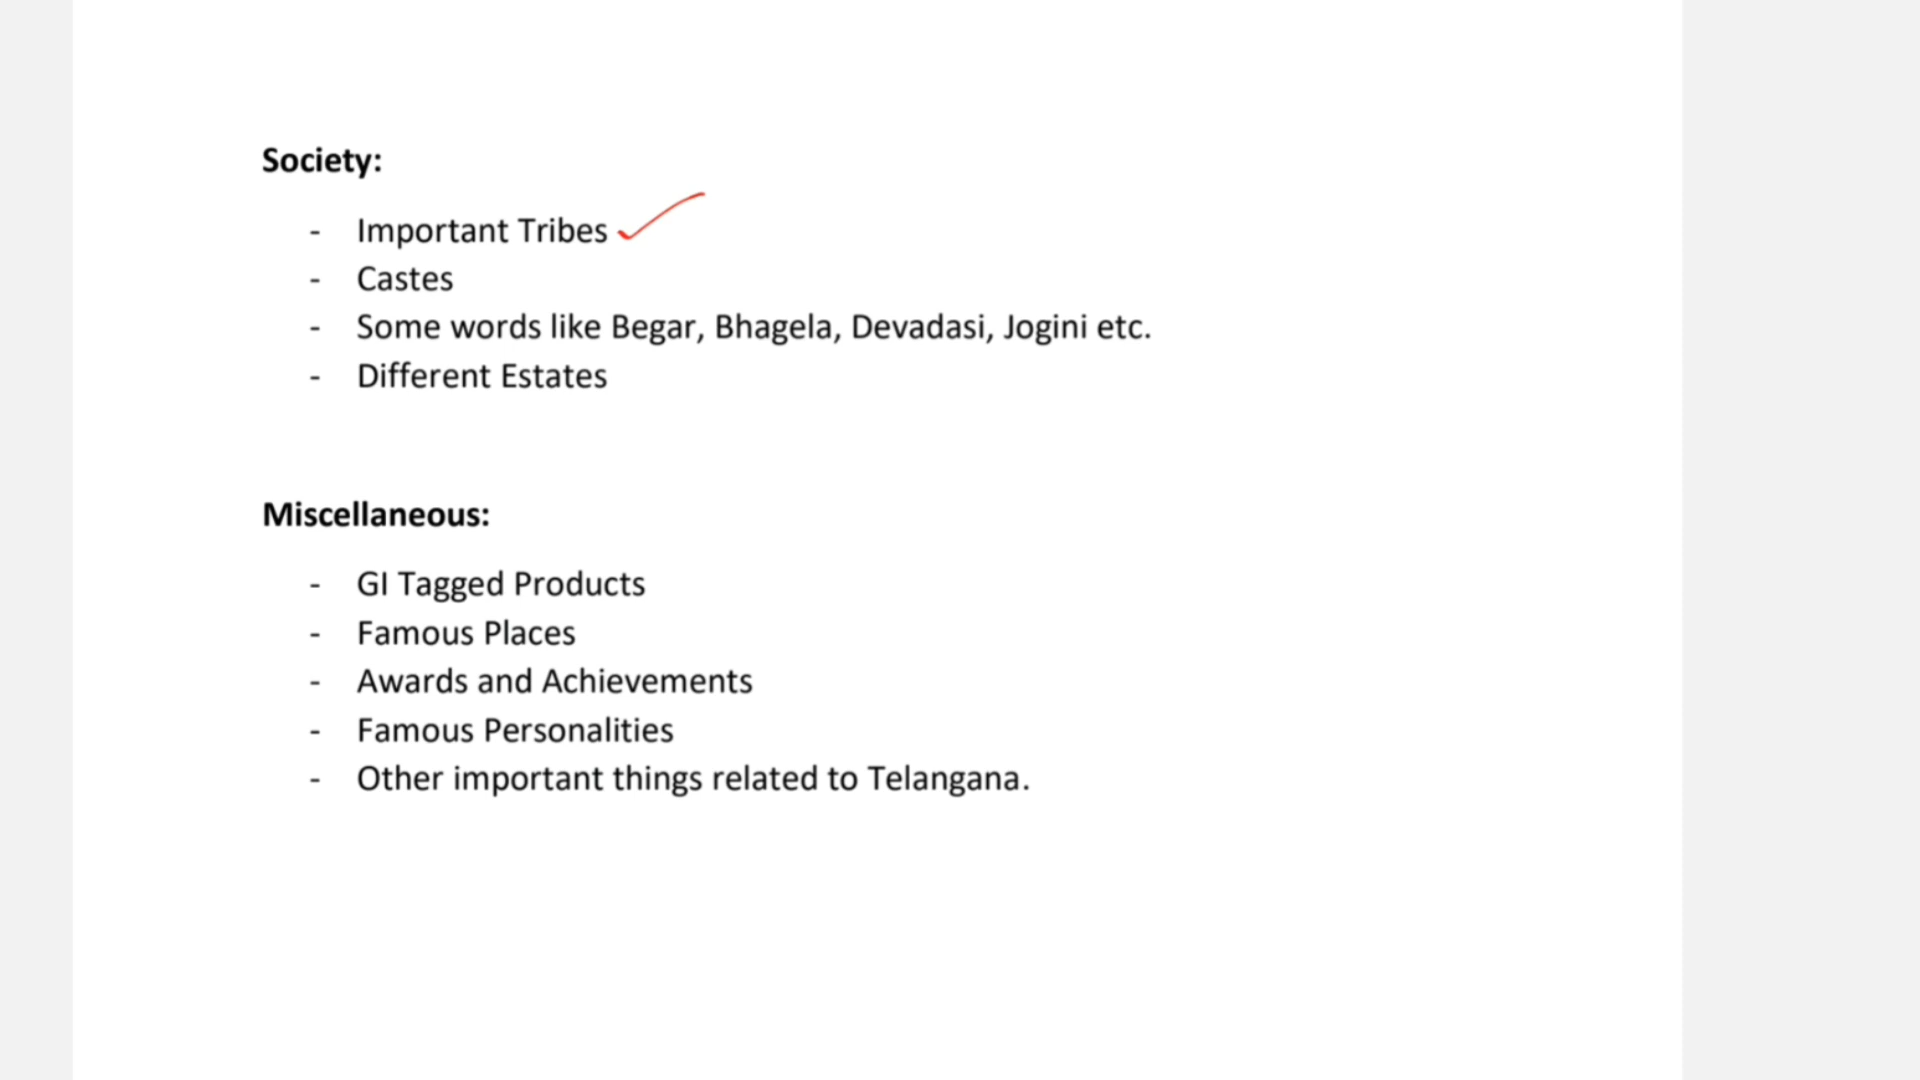 Society:
- Important Tribes
- Castes
- Some words like Begar, Bhagela, Devadasi, Jogini etc.
- Different Estates
Miscellaneous:
- GI Tagged Products
- Famous Places
- Awards and Achievements
- Famous Personalities
- Other important things related to Telangana.